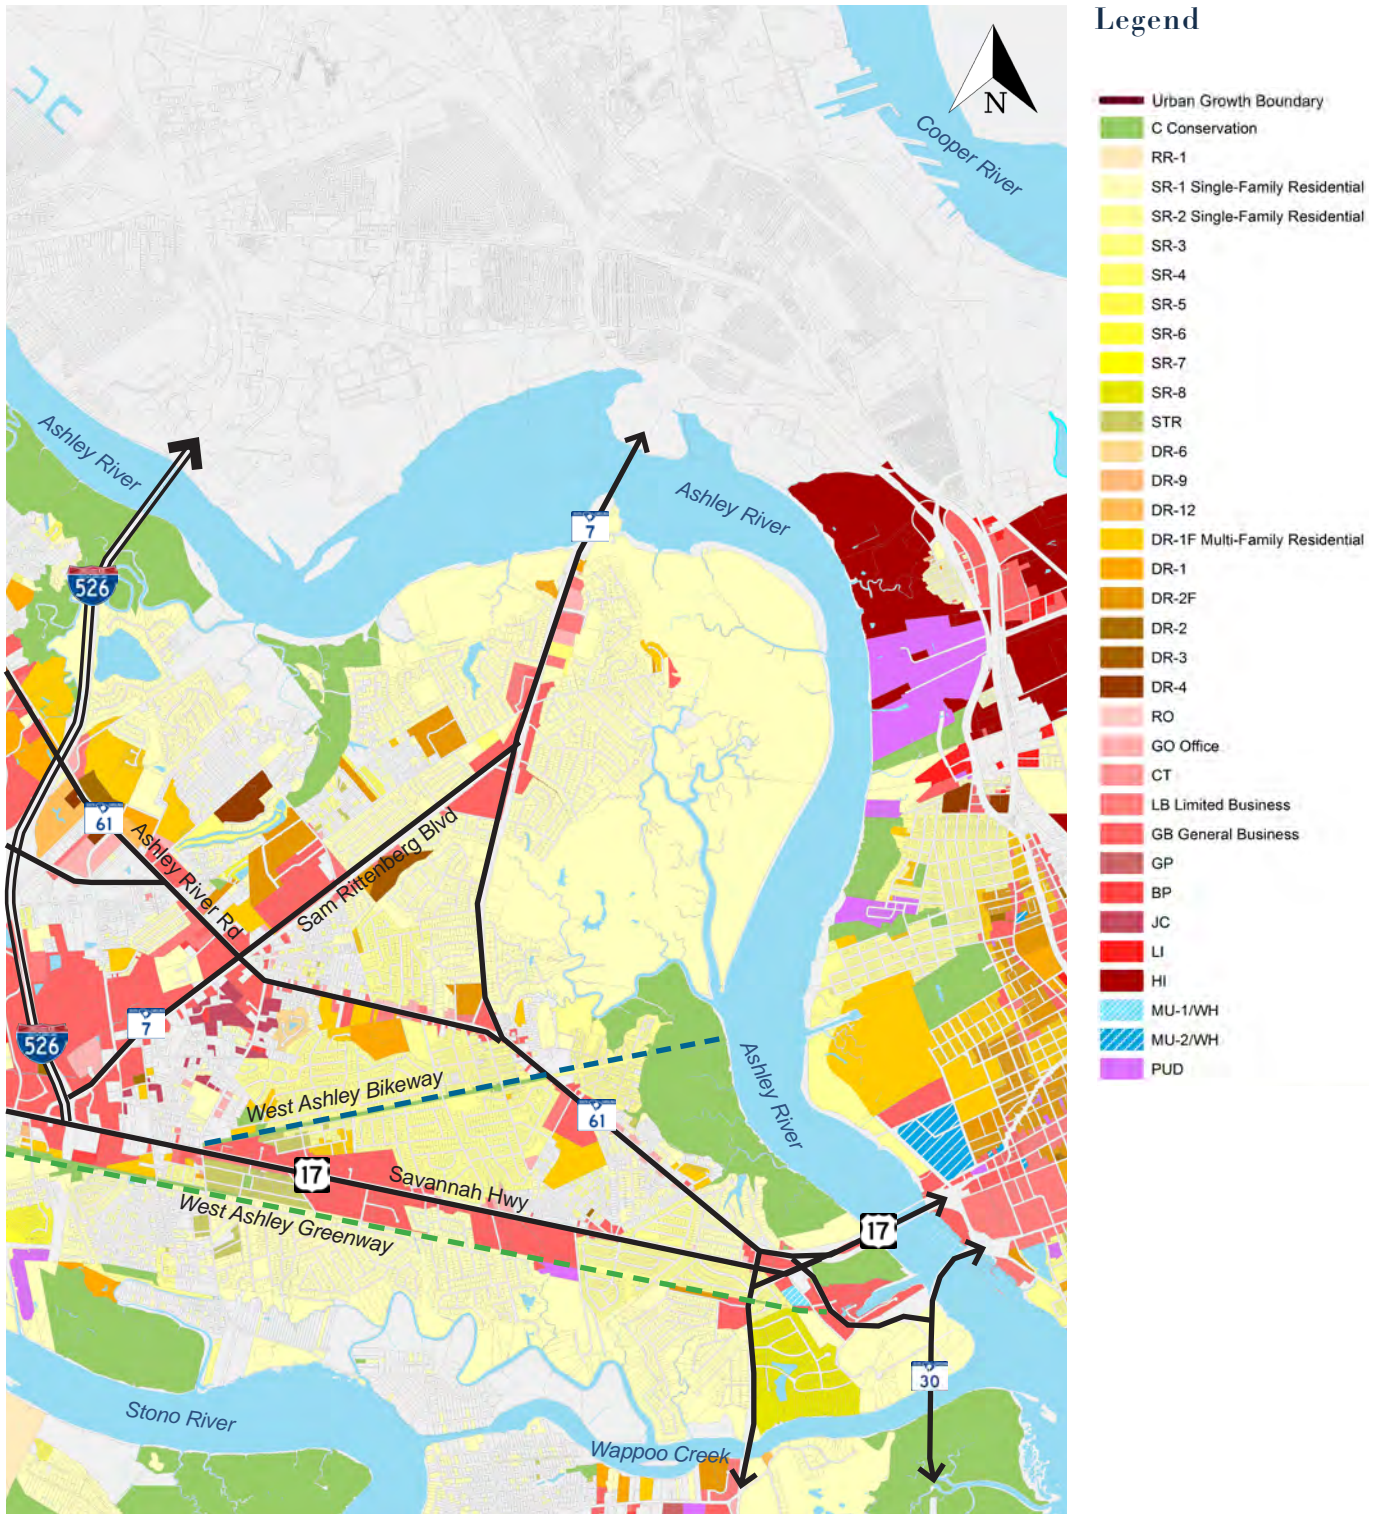 Legend
N
Cooper River
Urban Growth Boundary
C Conservation
RR-1
SR-1 Single-Family Residential
SR-2 Single-Family Residential
SR-3
SR-4
SR-5
SR-6
SR-7
SR-8
STR
DR-6
DR-9
DR-12
DR-1F Multi-Family Residential
DR-1
DR-2F
DR-2
DR-3
DR-4
RO
GO Office
CT
LB Limited Business
GB General Business
GP
BP
JC
LI
HI
MU-1/WH
MU-2/WH
PUD
Ashley River
Ashley River
7
526
61
Ashley River Rd
Sam Rittenberg Blvd
7
526
West Ashley Bikeway
Ashley River
61
17
Savannah Hwy
West Ashley Greenway
17
30
Stono River
Wappoo Creek